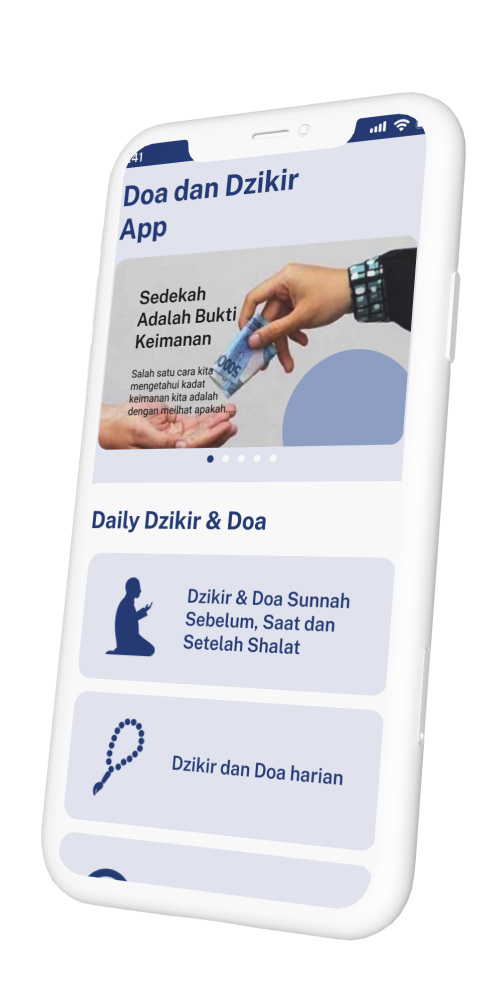 :41
Doa dan Dzikir
App
Sedekah
Adalah Bukti
Keimanan
Salah satu cara kita
mengetahui kadat
keimanan kita adalah
dengan meilhat apakah....
Daily Dzikir & Doa
Dzikir & Doa Sunnah
Sebelum, Saat dan
Setelah Shalat
Dzikir dan Doa harian